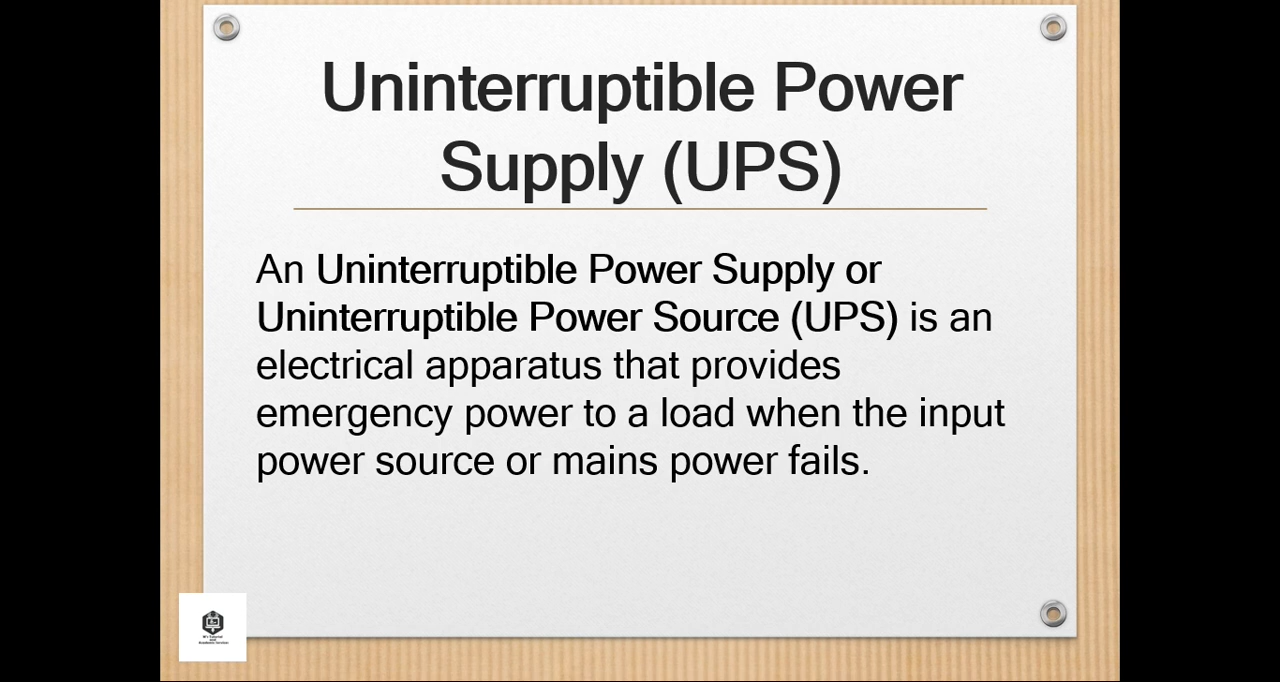 Uninterruptible Power
Supply (UPS)
An Uninterruptible Power Supply or
Uninterruptible Power Source (UPS) is an
electrical apparatus that provides
emergency power to a load when the input
power source or mains power fails.